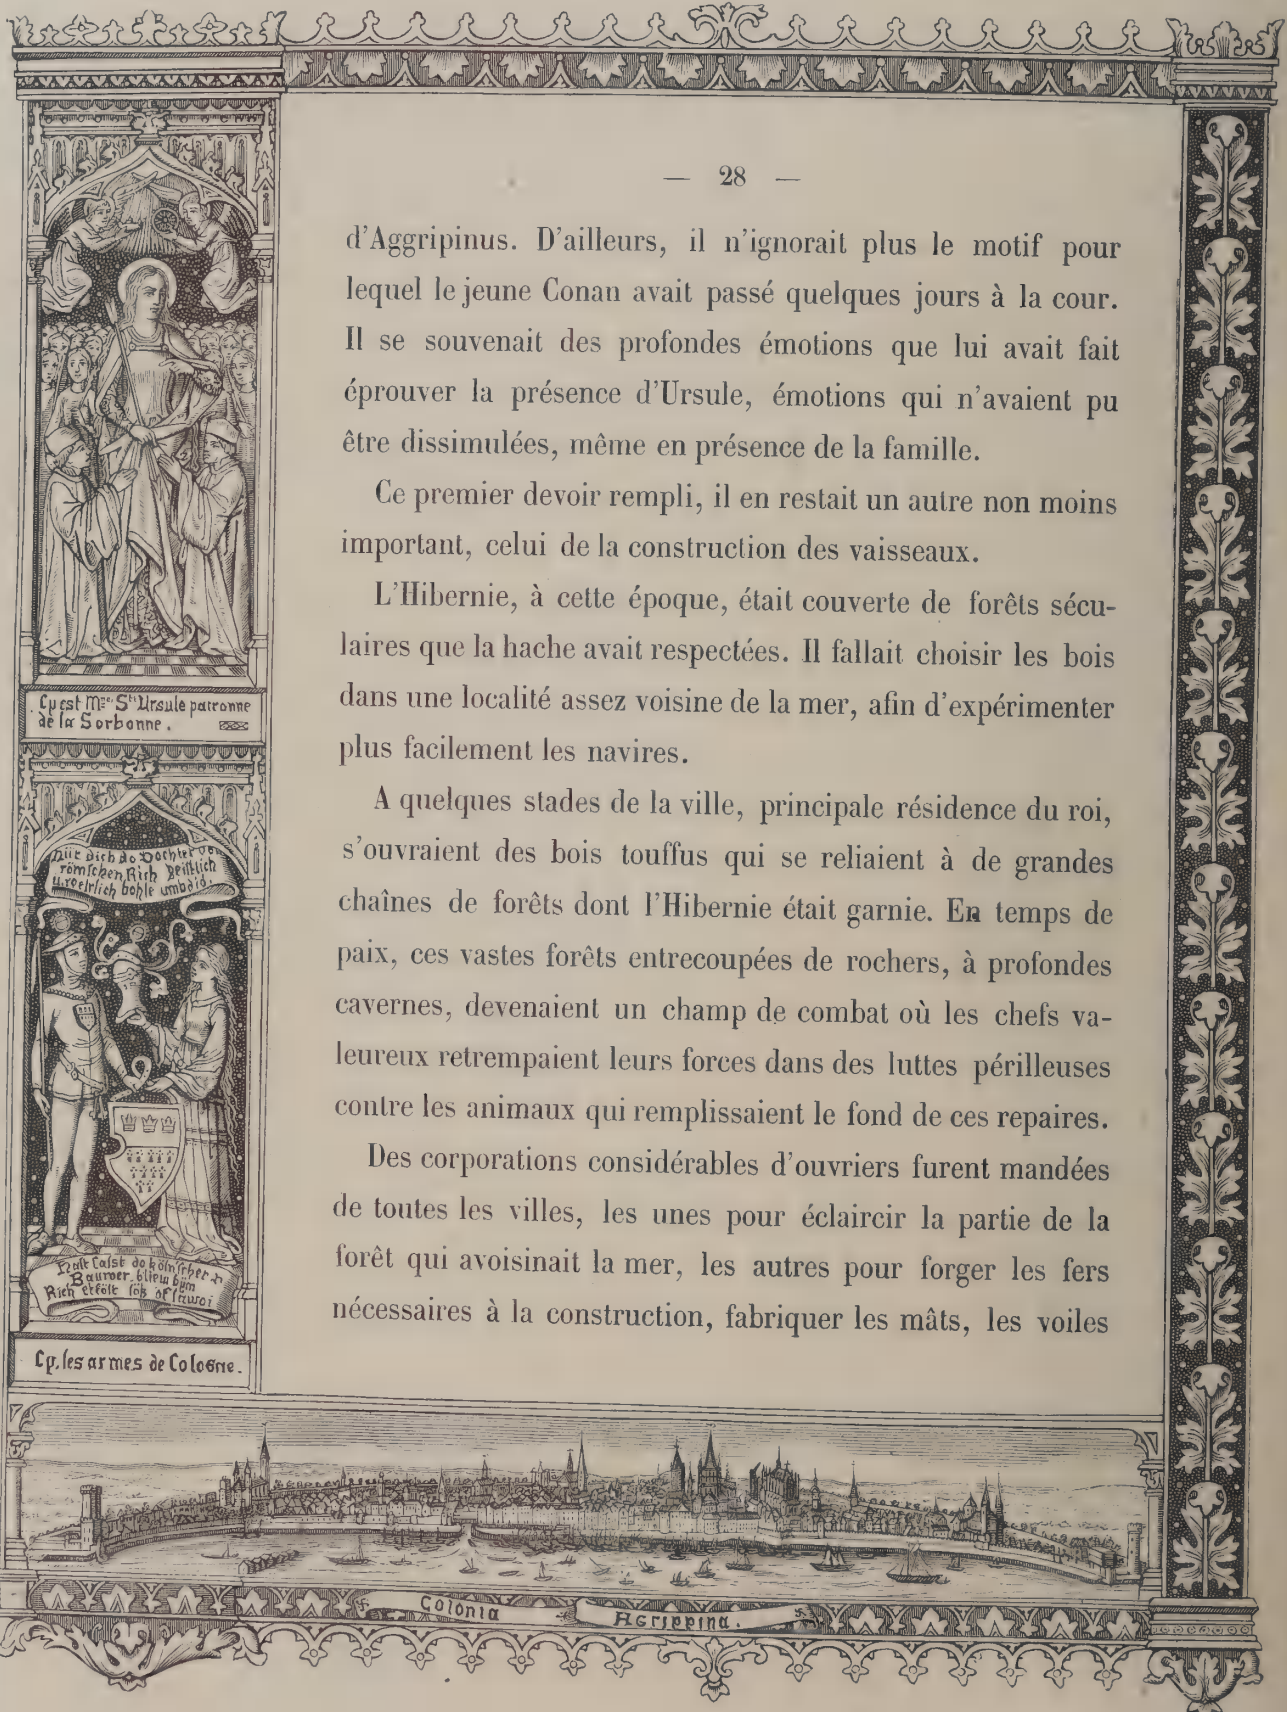 — 28 —
d'Aggripinus. D'ailleurs, il n'ignorait plus le motif pour
lequel le jeune Conan avait passé quelques jours à la cour.
Il se souvenait des profondes émotions que lui avait fait
éprouver la présence d'Ursule, émotions qui n'avaient pu
être dissimulées, même en présence de la famille.
Ce premier devoir rempli, il en restait un autre non moins
important, celui de la construction des vaisseaux.
L'Hibernie, à cette époque, était couverte de forêts sécu-
laires que la hache avait respectées. Il fallait choisir les bois
dans une localité assez voisine de la mer, afin d'expérimenter
plus facilement les navires.
A quelques stades de la ville, principale résidence du roi,
s'ouvraient des bois touffus qui se reliaient à de grandes
chaînes de forêts dont l'Hibernie était garnie. En temps de
paix, ces vastes forêts entrecoupées de rochers, à profondes
cavernes, devenaient un champ de combat où les chefs va-
leureux retrempaient leurs forces dans des luttes périlleuses
contre les animaux qui remplissaient le fond de ces repaires.
Des corporations considérables d'ouvriers furent mandées
de toutes les villes, les unes pour éclaircir la partie de la
forêt qui avoisinait la mer, les autres pour forger les fers
nécessaires à la construction, fabriquer les mâts, les voiles
Cy est Mme Ste Ursule patronne
de la Sorbonne.
dich do Dochter
römschen Rich
bohle
do
Rich
Cy. les armes de Cologne.
Colonia
Agrippina.